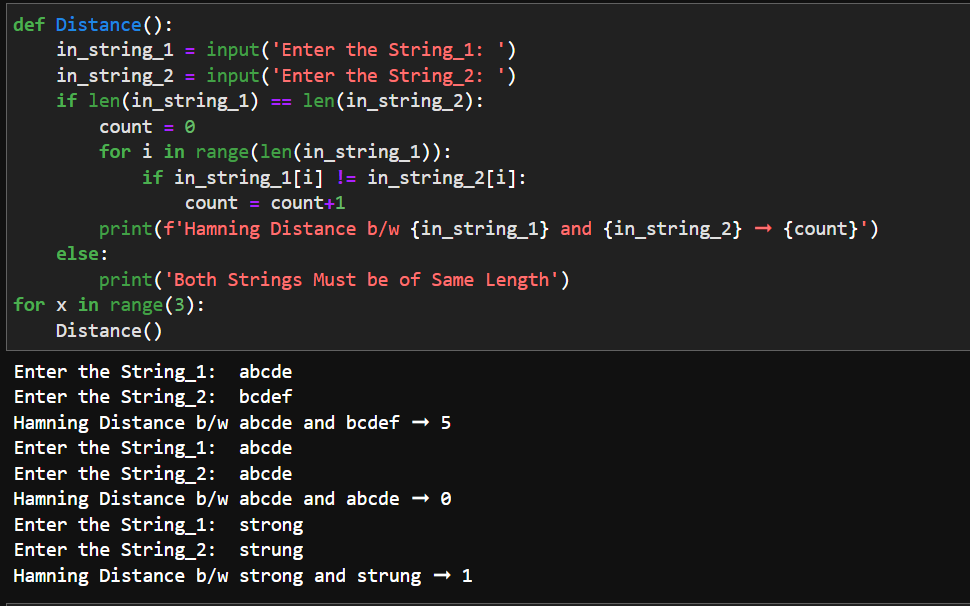 def Distance():
    in_string_1 = input('Enter the String_1: ')
    in_string_2 = input('Enter the String_2: ')
    if len(in_string_1) == len(in_string_2):
        count = 0
        for i in range(len(in_string_1)):
            if in_string_1[i] != in_string_2[i]:
                count = count+1
        print(f'Hamning Distance b/w {in_string_1} and {in_string_2} → {count}')
    else:
        print('Both Strings Must be of Same Length')
for x in range(3):
    Distance()
Enter the String_1:  abcde
Enter the String_2:  bcdef
Hamning Distance b/w abcde and bcdef → 5
Enter the String_1:  abcde
Enter the String_2:  abcde
Hamning Distance b/w abcde and abcde → 0
Enter the String_1:  strong
Enter the String_2:  strung
Hamning Distance b/w strong and strung → 1